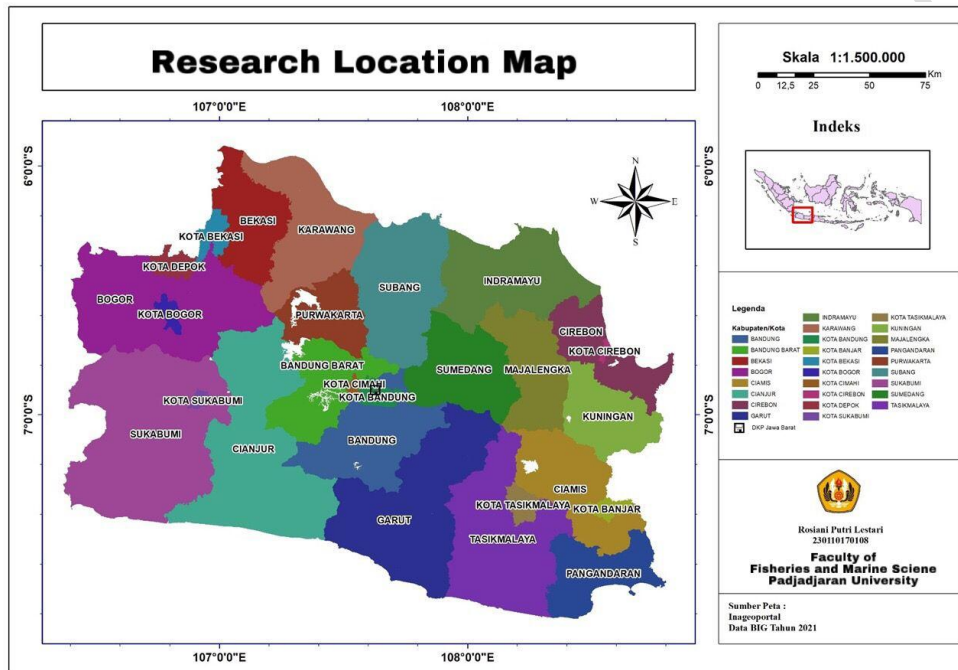 Research Location Map
107°0'0"E
108°0'0"E
6°0'0"S
7°0'0"S
6°0'0"S
7°0'0"S
107°0'0"E
108°0'0"E
N
W
E
S
BEKASI
KOTA BEKASI
KARAWANG
KOTA DEPOK
BOGOR
KOTA BOGOR
PURWAKARTA
SUBANG
INDRAMAYU
CIREBON
KOTA CIREBON
BANDUNG BARAT
KOTA CIMAHI
KOTA BANDUNG
SUMEDANG
MAJALENGKA
KOTA SUKABUMI
SUKABUMI
CIANJUR
BANDUNG
KUNINGAN
CIAMIS
KOTA TASIKMALAYA
KOTA BANJAR
GARUT
TASIKMALAYA
PANGANDARAN
Skala 1:1.500.000
0 12,5 25 50 75
Km
Indeks
Legenda
Kabupaten/Kota
BANDUNG
BANDUNG BARAT
BEKASI
BOGOR
CIAMIS
CIANJUR
CIREBON
GARUT
DKP Jawa Barat
INDRAMAYU
KARAWANG
KOTA BANDUNG
KOTA BANJAR
KOTA BEKASI
KOTA BOGOR
KOTA CIMAHI
KOTA CIREBON
KOTA DEPOK
KOTA SUKABUMI
KOTA TASIKMALAYA
KUNINGAN
MAJALENGKA
PANGANDARAN
PURWAKARTA
SUBANG
SUKABUMI
SUMEDANG
TASIKMALAYA
Rosiani Putri Lestari
230110170108
Faculty of
Fisheries and Marine Sciene
Padjadjaran University
Sumber Peta :
Inageoportal
Data BIG Tahun 2021